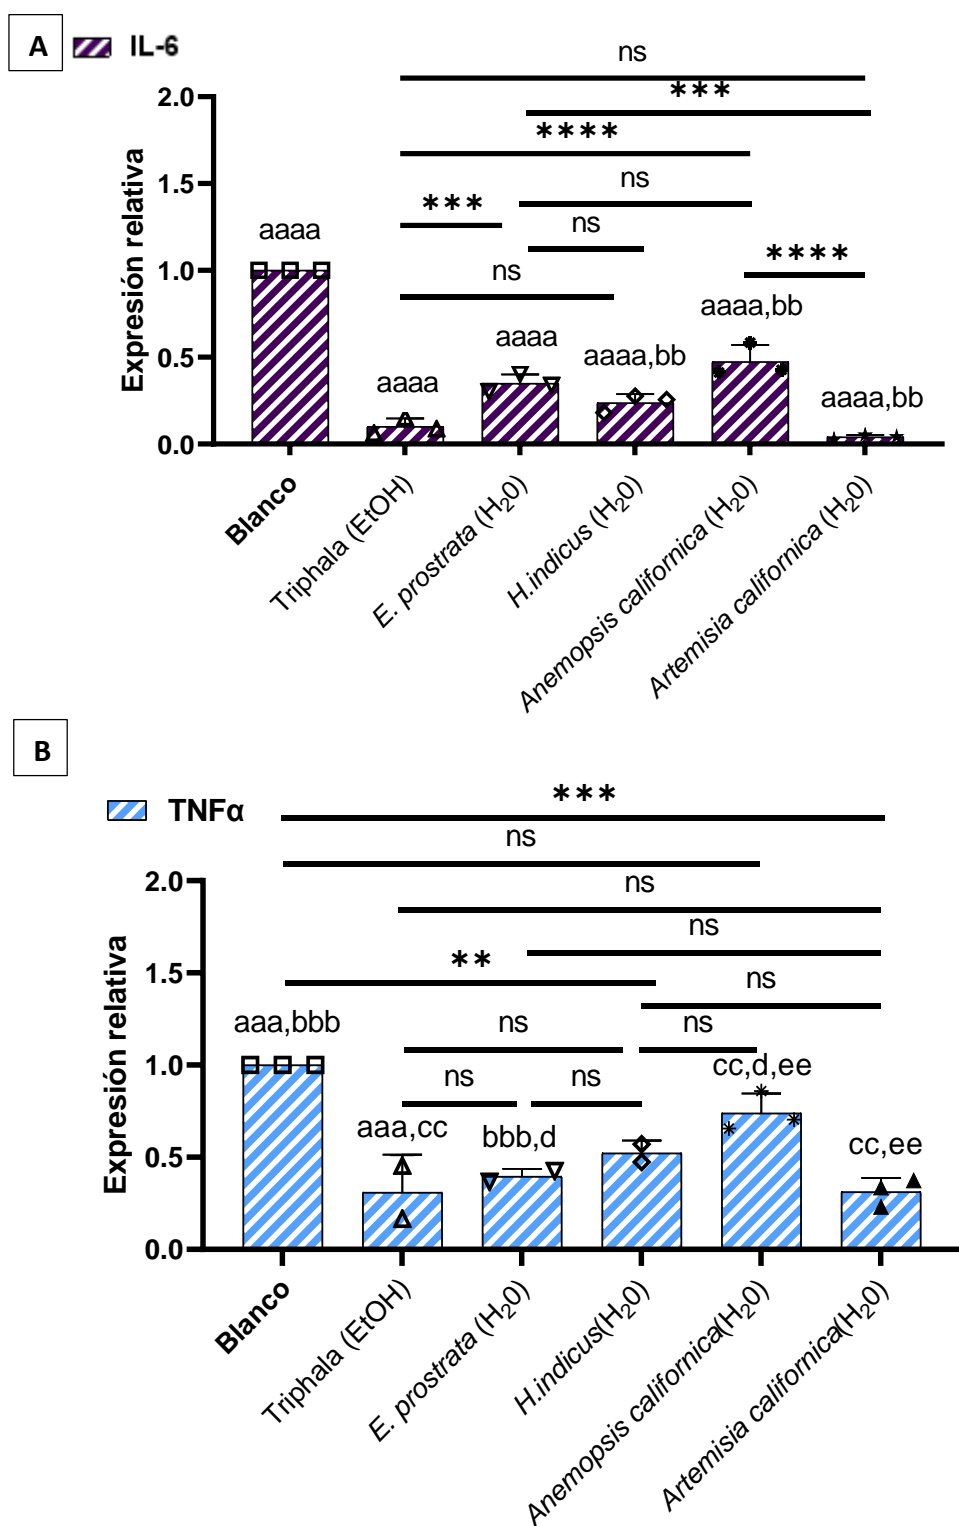 A IL-6
ns
***
2.0
****
ns
1.5
***
ns
aaaa
****
ns
1.0
aaaa,bb
aaaa
aaaa,bb
0.5
aaaa
aaaa,bb
0.0
Expresión relativa
Blanco
Triphala (EtOH)
E. prostrata (H₂0)
H.indicus (H₂0)
Anemopsis californica (H₂0)
Artemisia californica (H₂0)
B
TNFα
***
ns
2.0
ns
ns
**
1.5
ns
aaa,bbb
ns
ns
1.0
cc,d,ee
ns
ns
aaa,cc
bbb,d
cc,ee
0.5
0.0
Expresión relativa
Blanco
Triphala (EtOH)
E. prostrata (H₂0)
H.indicus(H₂0)
Anemopsis californica(H₂0)
Artemisia californica(H₂0)